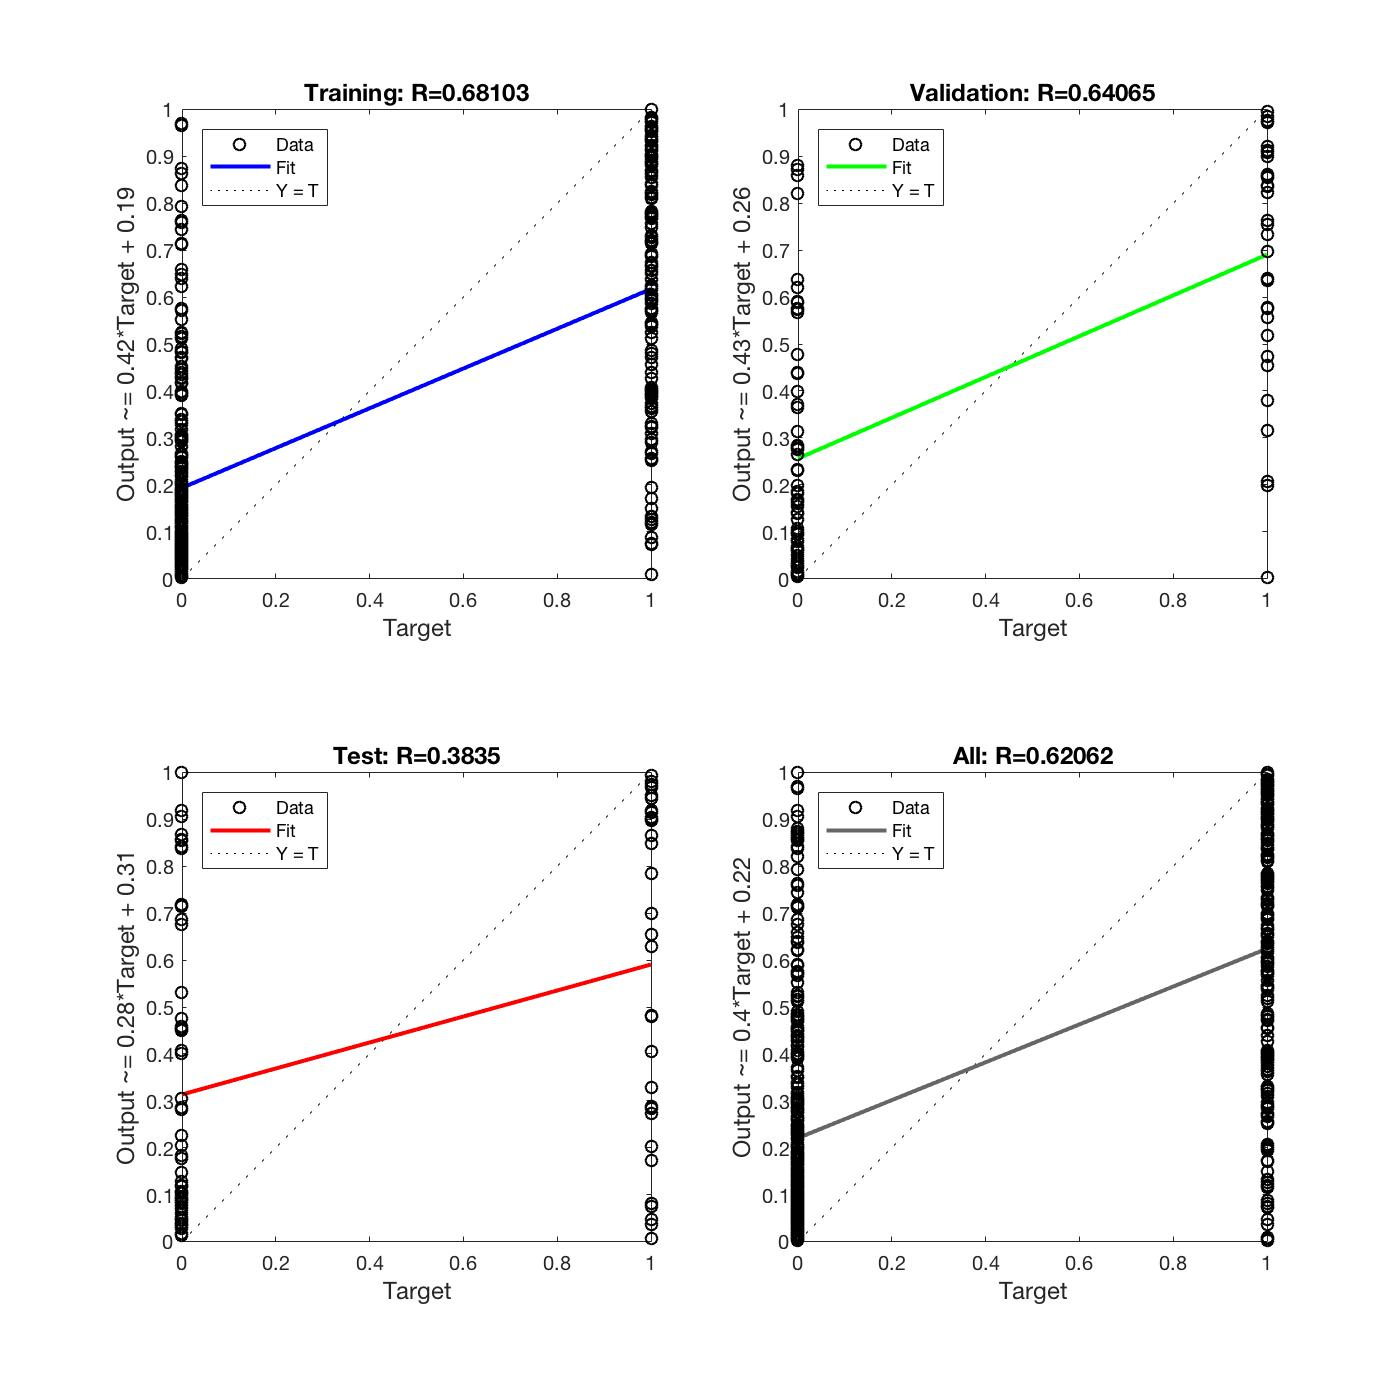 Training: R=0.68103
Data
Fit
Y = T
Output ~= 0.42*Target + 0.19
1
0.9
0.8
0.7
0.6
0.5
0.4
0.3
0.2
0.1
0
0 0.2 0.4 0.6 0.8 1
Target
Validation: R=0.64065
Data
Fit
Y = T
Output ~= 0.43*Target + 0.26
1
0.9
0.8
0.7
0.6
0.5
0.4
0.3
0.2
0.1
0
0 0.2 0.4 0.6 0.8 1
Target
Test: R=0.3835
Data
Fit
Y = T
Output ~= 0.28*Target + 0.31
1
0.9
0.8
0.7
0.6
0.5
0.4
0.3
0.2
0.1
0
0 0.2 0.4 0.6 0.8 1
Target
All: R=0.62062
Data
Fit
Y = T
Output ~= 0.4*Target + 0.22
1
0.9
0.8
0.7
0.6
0.5
0.4
0.3
0.2
0.1
0
0 0.2 0.4 0.6 0.8 1
Target